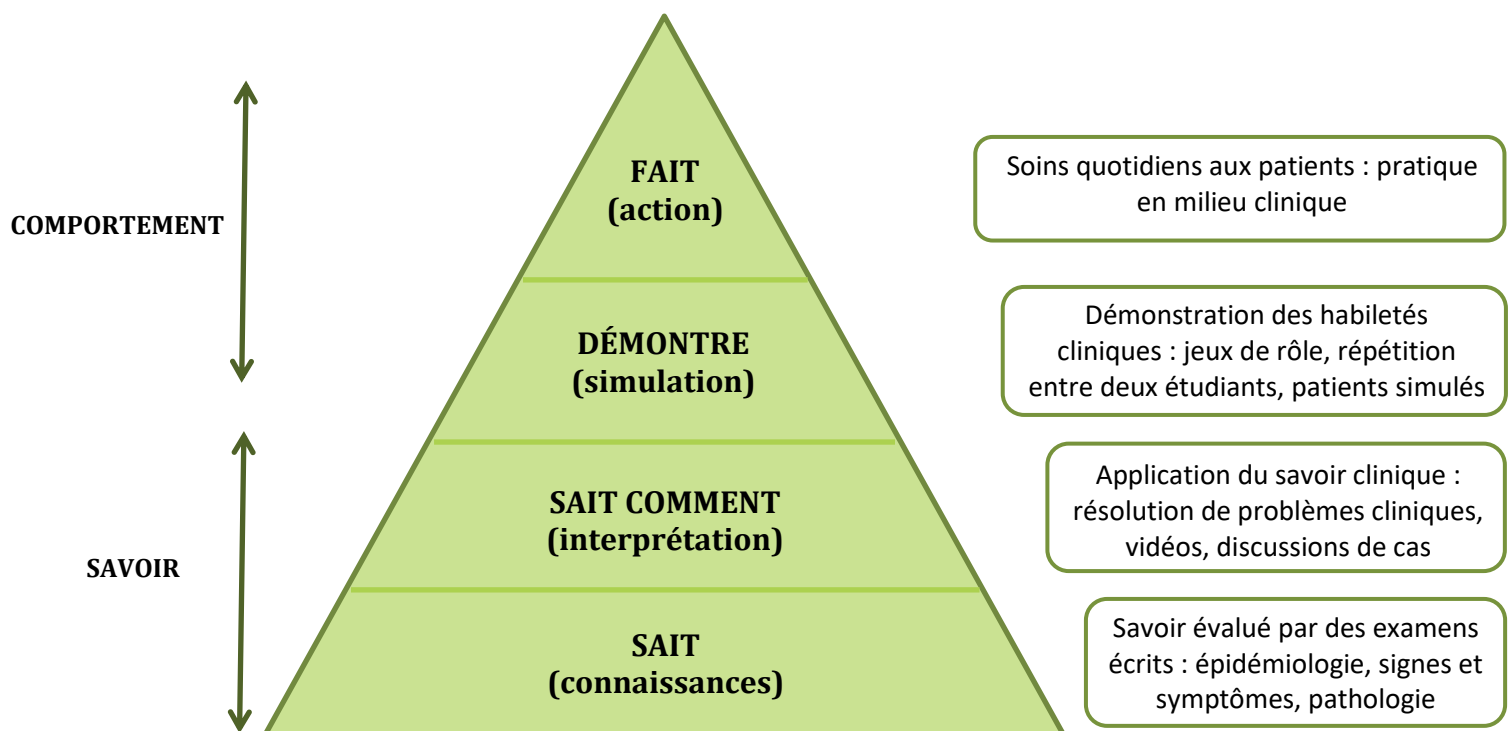 COMPORTEMENT
FAIT
(action)
Soins quotidiens aux patients : pratique
en milieu clinique
DÉMONTRE
(simulation)
Démonstration des habiletés
cliniques : jeux de rôle, répétition
entre deux étudiants, patients simulés
SAVOIR
SAIT COMMENT
(interprétation)
Application du savoir clinique :
résolution de problèmes cliniques,
vidéos, discussions de cas
SAIT
(connaissances)
Savoir évalué par des examens
écrits : épidémiologie, signes et
symptômes, pathologie